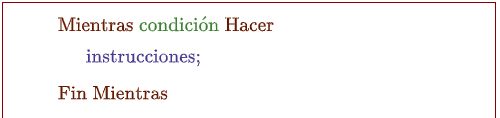 Mientras condición Hacer
instrucciones;
Fin Mientras